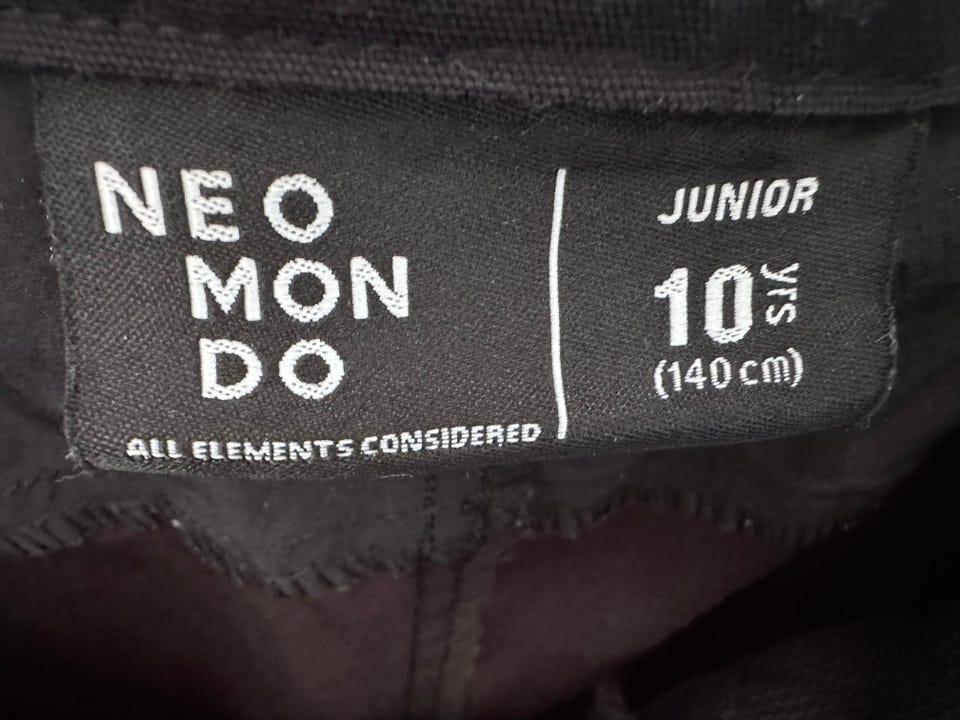 NEO
MON
DO
ALL ELEMENTS CONSIDERED
JUNIOR
10 yrs
(140 cm)